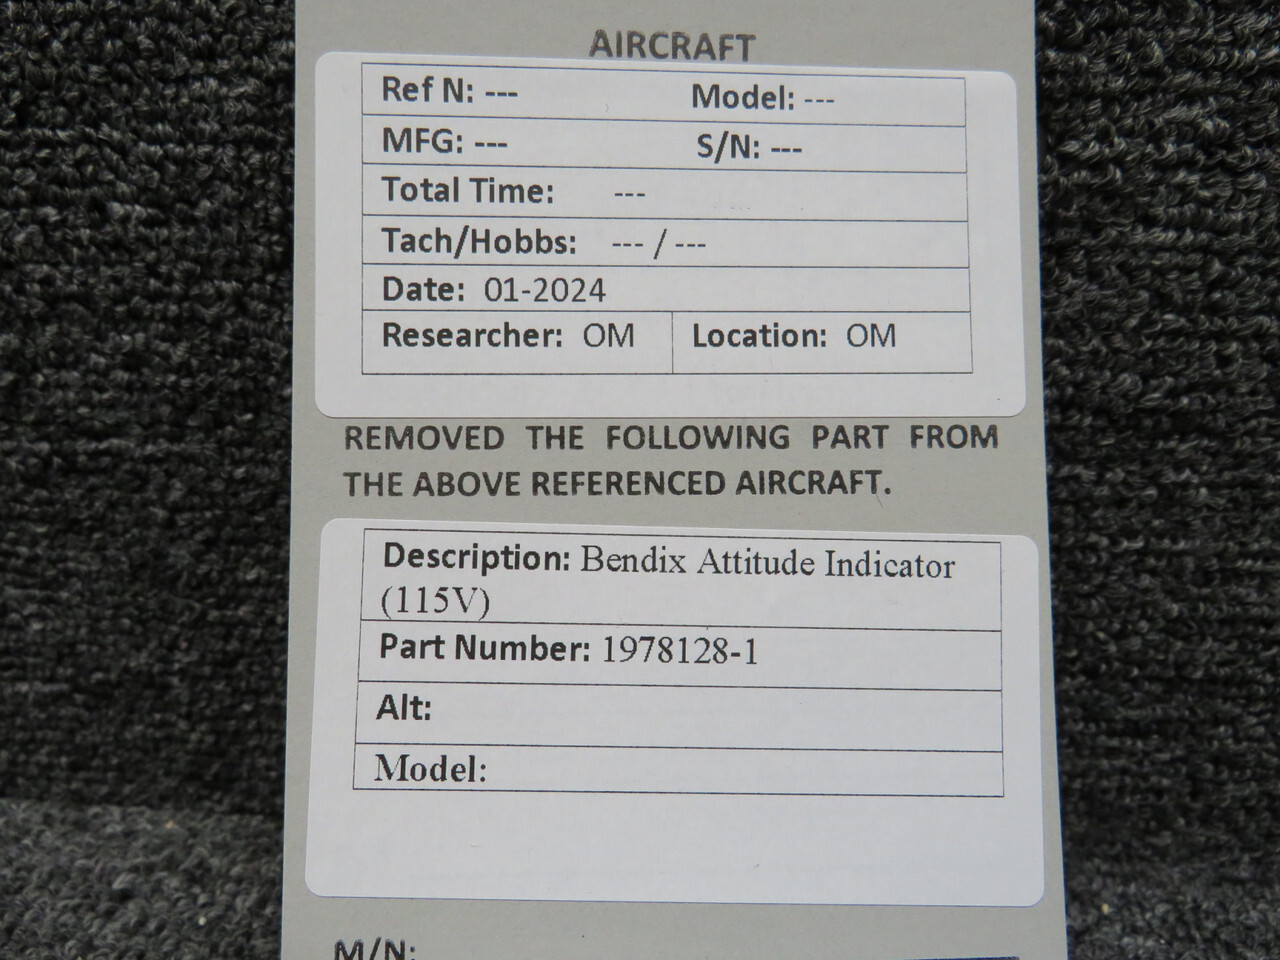 AIRCRAFT
Ref N: --- Model: ---
MFG: --- S/N: ---
Total Time: ---
Tach/Hobbs: --- / ---
Date: 01-2024
Researcher: OM Location: OM
REMOVED THE FOLLOWING PART FROM
THE ABOVE REFERENCED AIRCRAFT.
Description: Bendix Attitude Indicator
(115V)
Part Number: 1978128-1
Alt:
Model:
M/N: